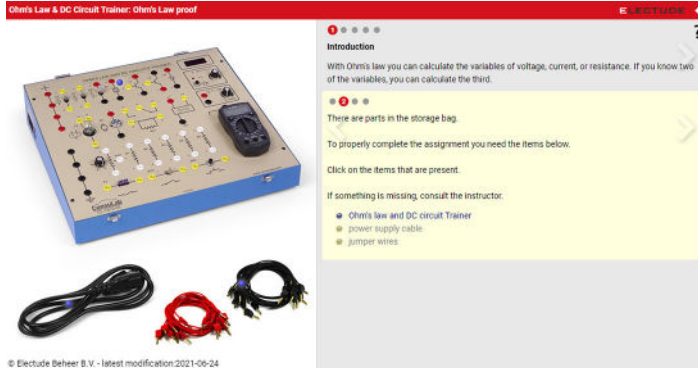 Ohm's Law & DC Circuit Trainer: Ohm's Law proof
ELECTUDE
1
?
Introduction
With Ohm's law you can calculate the variables of voltage, current, or resistance. If you know two
of the variables, you can calculate the third.
2
There are parts in the storage bag.
To properly complete the assignment you need the items below.
Click on the items that are present.
If something is missing, consult the instructor.
Ohm's law and DC circuit Trainer
power supply cable
jumper wires
© Electude Beheer B.V. - latest modification:2021-06-24